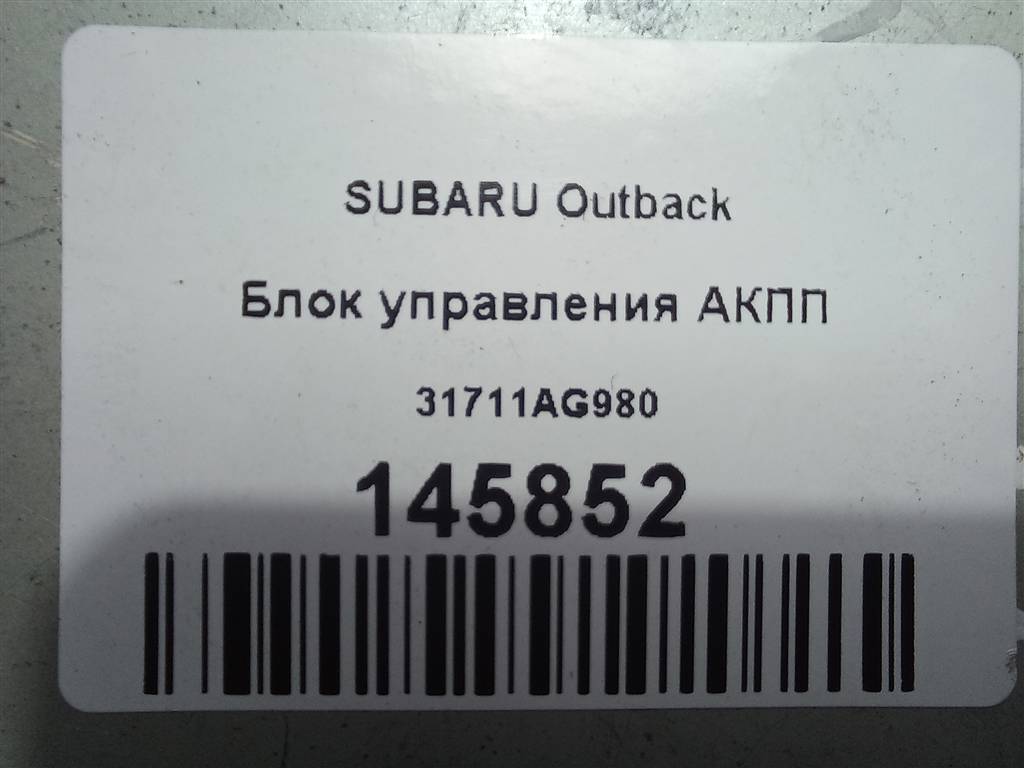 SUBARU Outback
Блок управления АКПП
31711AG980
145852